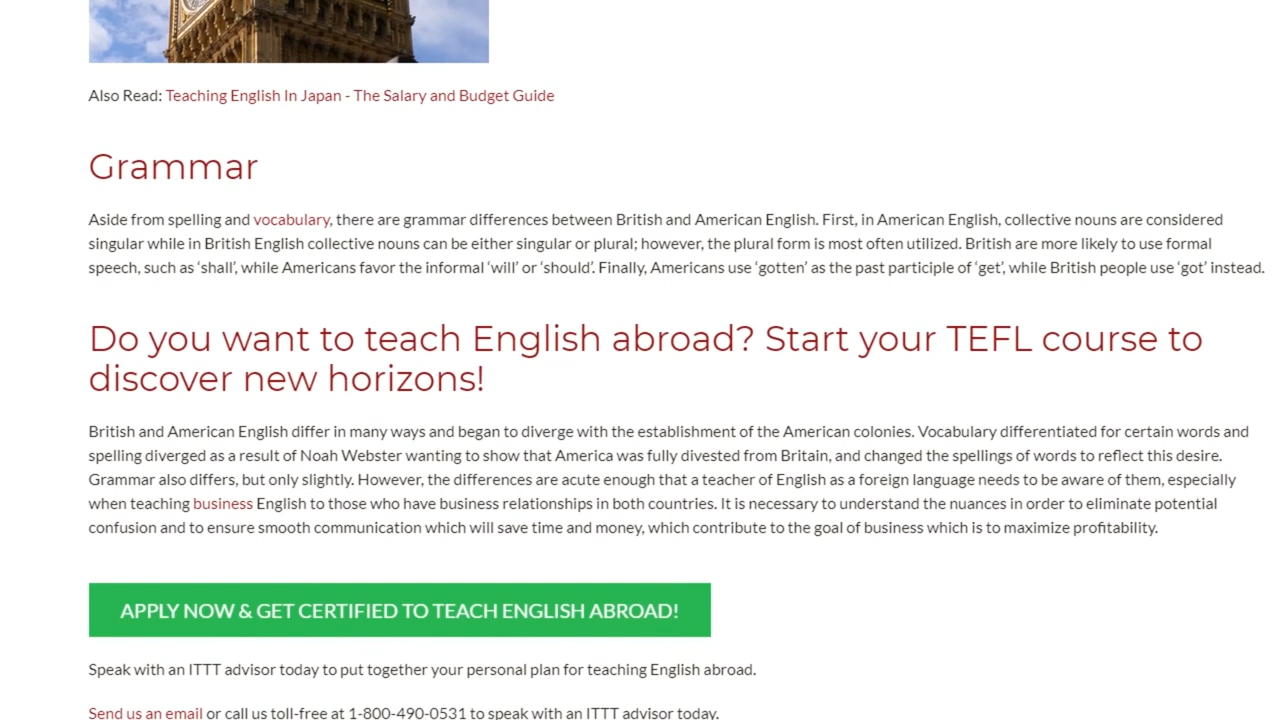 Also Read: Teaching English In Japan - The Salary and Budget Guide
Grammar
Aside from spelling and vocabulary, there are grammar differences between British and American English. First, in American English, collective nouns are considered
singular while in British English collective nouns can be either singular or plural; however, the plural form is most often utilized. British are more likely to use formal
speech, such as ‘shall’, while Americans favor the informal ‘will’ or ‘should’. Finally, Americans use ‘gotten’ as the past participle of ‘get’, while British people use ‘got’ instead.
Do you want to teach English abroad? Start your TEFL course to
discover new horizons!
British and American English differ in many ways and began to diverge with the establishment of the American colonies. Vocabulary differentiated for certain words and
spelling diverged as a result of Noah Webster wanting to show that America was fully divested from Britain, and changed the spellings of words to reflect this desire.
Grammar also differs, but only slightly. However, the differences are acute enough that a teacher of English as a foreign language needs to be aware of them, especially
when teaching business English to those who have business relationships in both countries. It is necessary to understand the nuances in order to eliminate potential
confusion and to ensure smooth communication which will save time and money, which contribute to the goal of business which is to maximize profitability.
APPLY NOW & GET CERTIFIED TO TEACH ENGLISH ABROAD!
Speak with an ITTT advisor today to put together your personal plan for teaching English abroad.
Send us an email or call us toll-free at 1-800-490-0531 to speak with an ITTT advisor today.